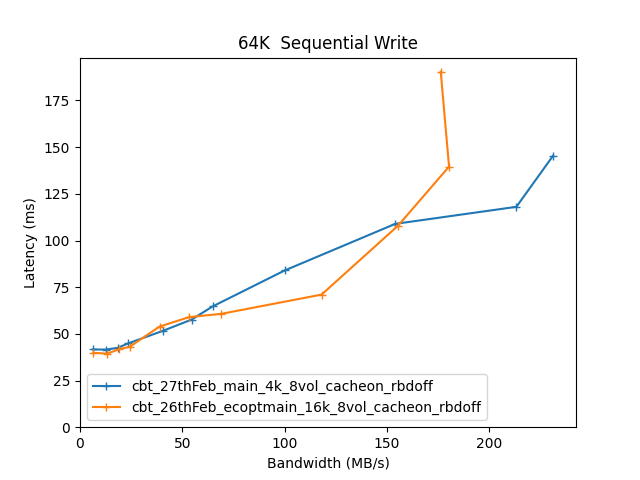 64K  Sequential Write
175
150
125
100
75
50
25
0
Latency (ms)
cbt_27thFeb_main_4k_8vol_cacheon_rbdoff
cbt_26thFeb_ecoptmain_16k_8vol_cacheon_rbdoff
0 50 100 150 200
Bandwidth (MB/s)